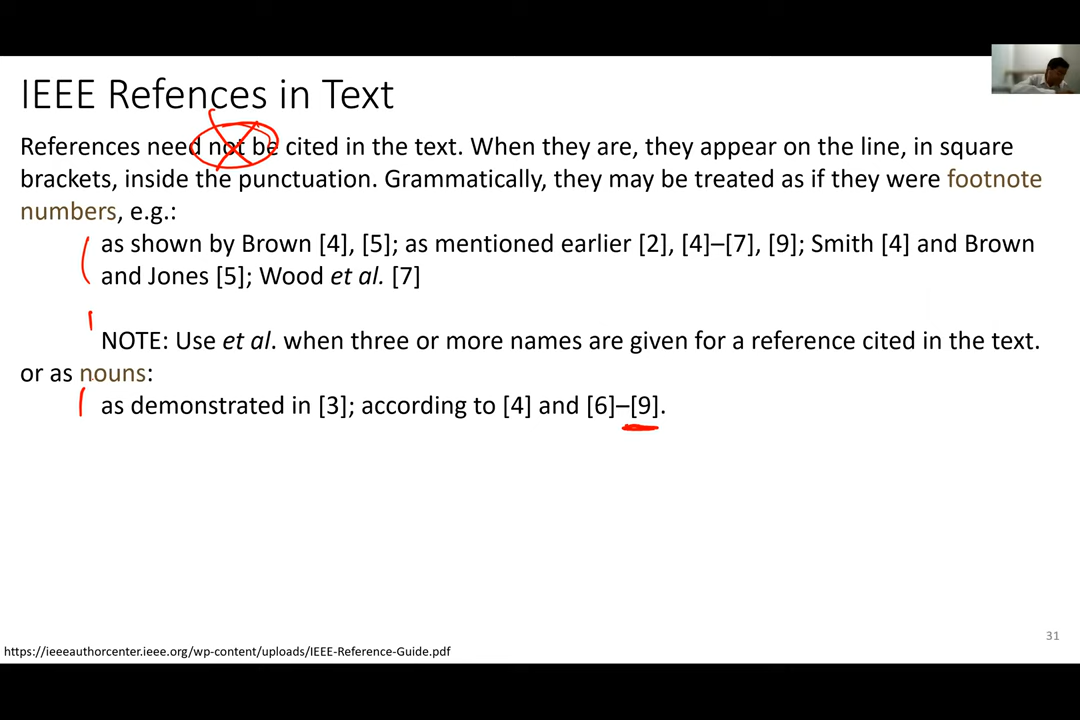 IEEE Refences in Text
References need not be cited in the text. When they are, they appear on the line, in square
brackets, inside the punctuation. Grammatically, they may be treated as if they were footnote
numbers, e.g.:
as shown by Brown [4], [5]; as mentioned earlier [2], [4]–[7], [9]; Smith [4] and Brown
and Jones [5]; Wood et al. [7]
NOTE: Use et al. when three or more names are given for a reference cited in the text.
or as nouns:
as demonstrated in [3]; according to [4] and [6]–[9].
31
https://ieeeauthorcenter.ieee.org/wp-content/uploads/IEEE-Reference-Guide.pdf